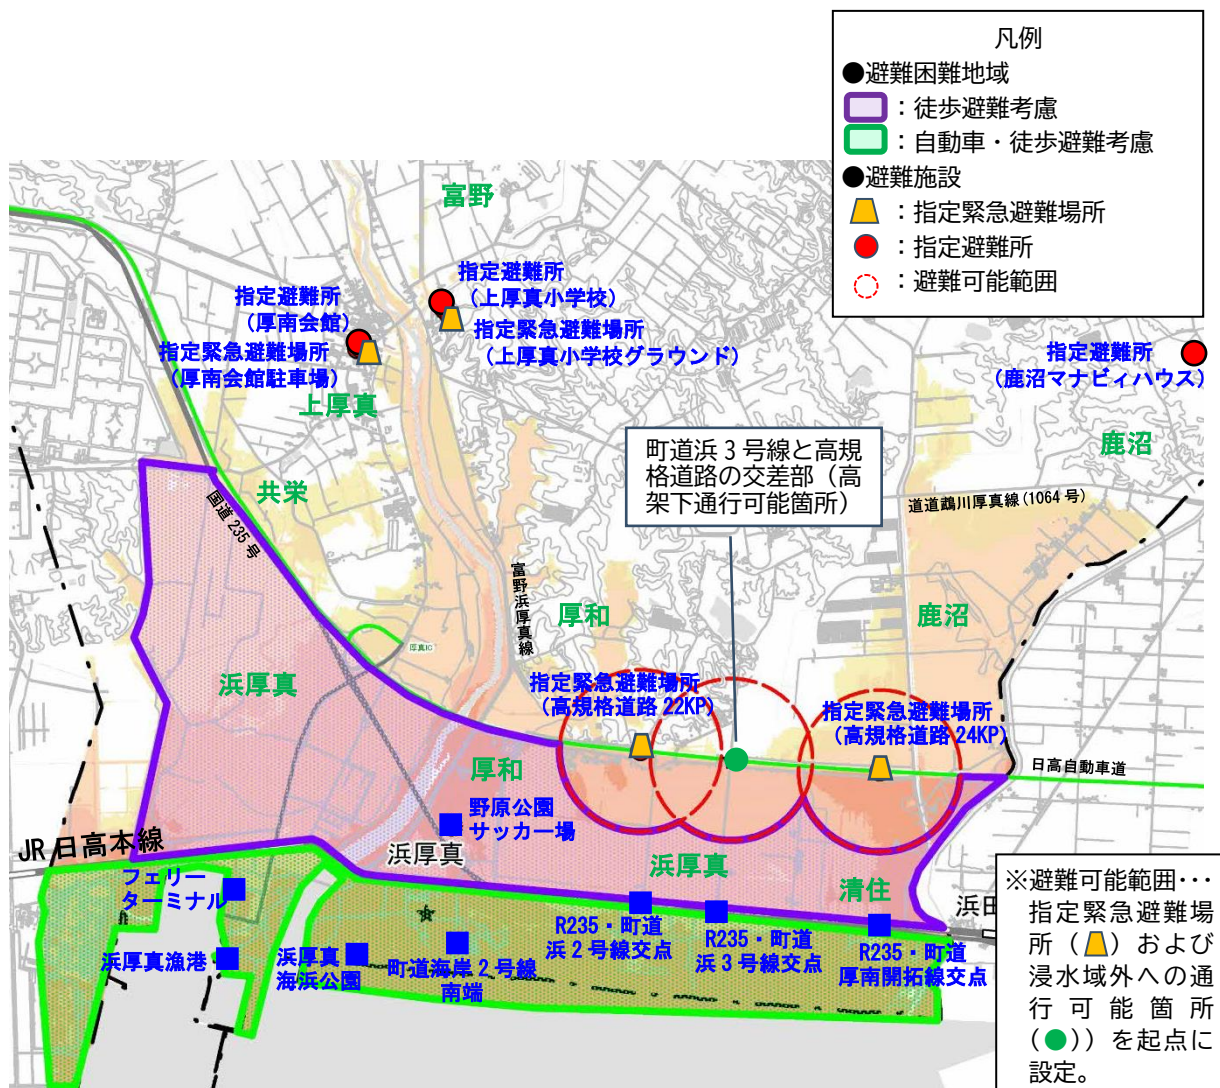 凡例
●避難困難地域
：徒歩避難考慮
：自動車・徒歩避難考慮
●避難施設
：指定緊急避難場所
：指定避難所
：避難可能範囲
富野
指定避難所
（上厚真小学校）
指定避難所
（厚南会館）
指定緊急避難場所
（上厚真小学校グラウンド）
指定緊急避難場所
（厚南会館駐車場）
指定避難所
（鹿沼マナビィハウス）
上厚真
町道浜３号線と高規
格道路の交差部（高
架下通行可能箇所）
鹿沼
共栄
国道 235 号
道道鵡川厚真線(1064 号)
富野浜厚真線
厚和
鹿沼
厚真IC
浜厚真
指定緊急避難場所
（高規格道路 22KP）
指定緊急避難場所
（高規格道路 24KP）
日高自動車道
厚和
野原公園
サッカー場
JR 日高本線
浜厚真
浜厚真
清住
フェリー
ターミナル
浜田
R235・町道
浜２号線交点
R235・町道
浜３号線交点
R235・町道
厚南開拓線交点
浜厚真漁港
浜厚真
海浜公園
町道海岸２号線
南端
※避難可能範囲･･･
指定緊急避難場
所（　）および
浸水域外への通
行可能箇所
（●））を起点に
設定。